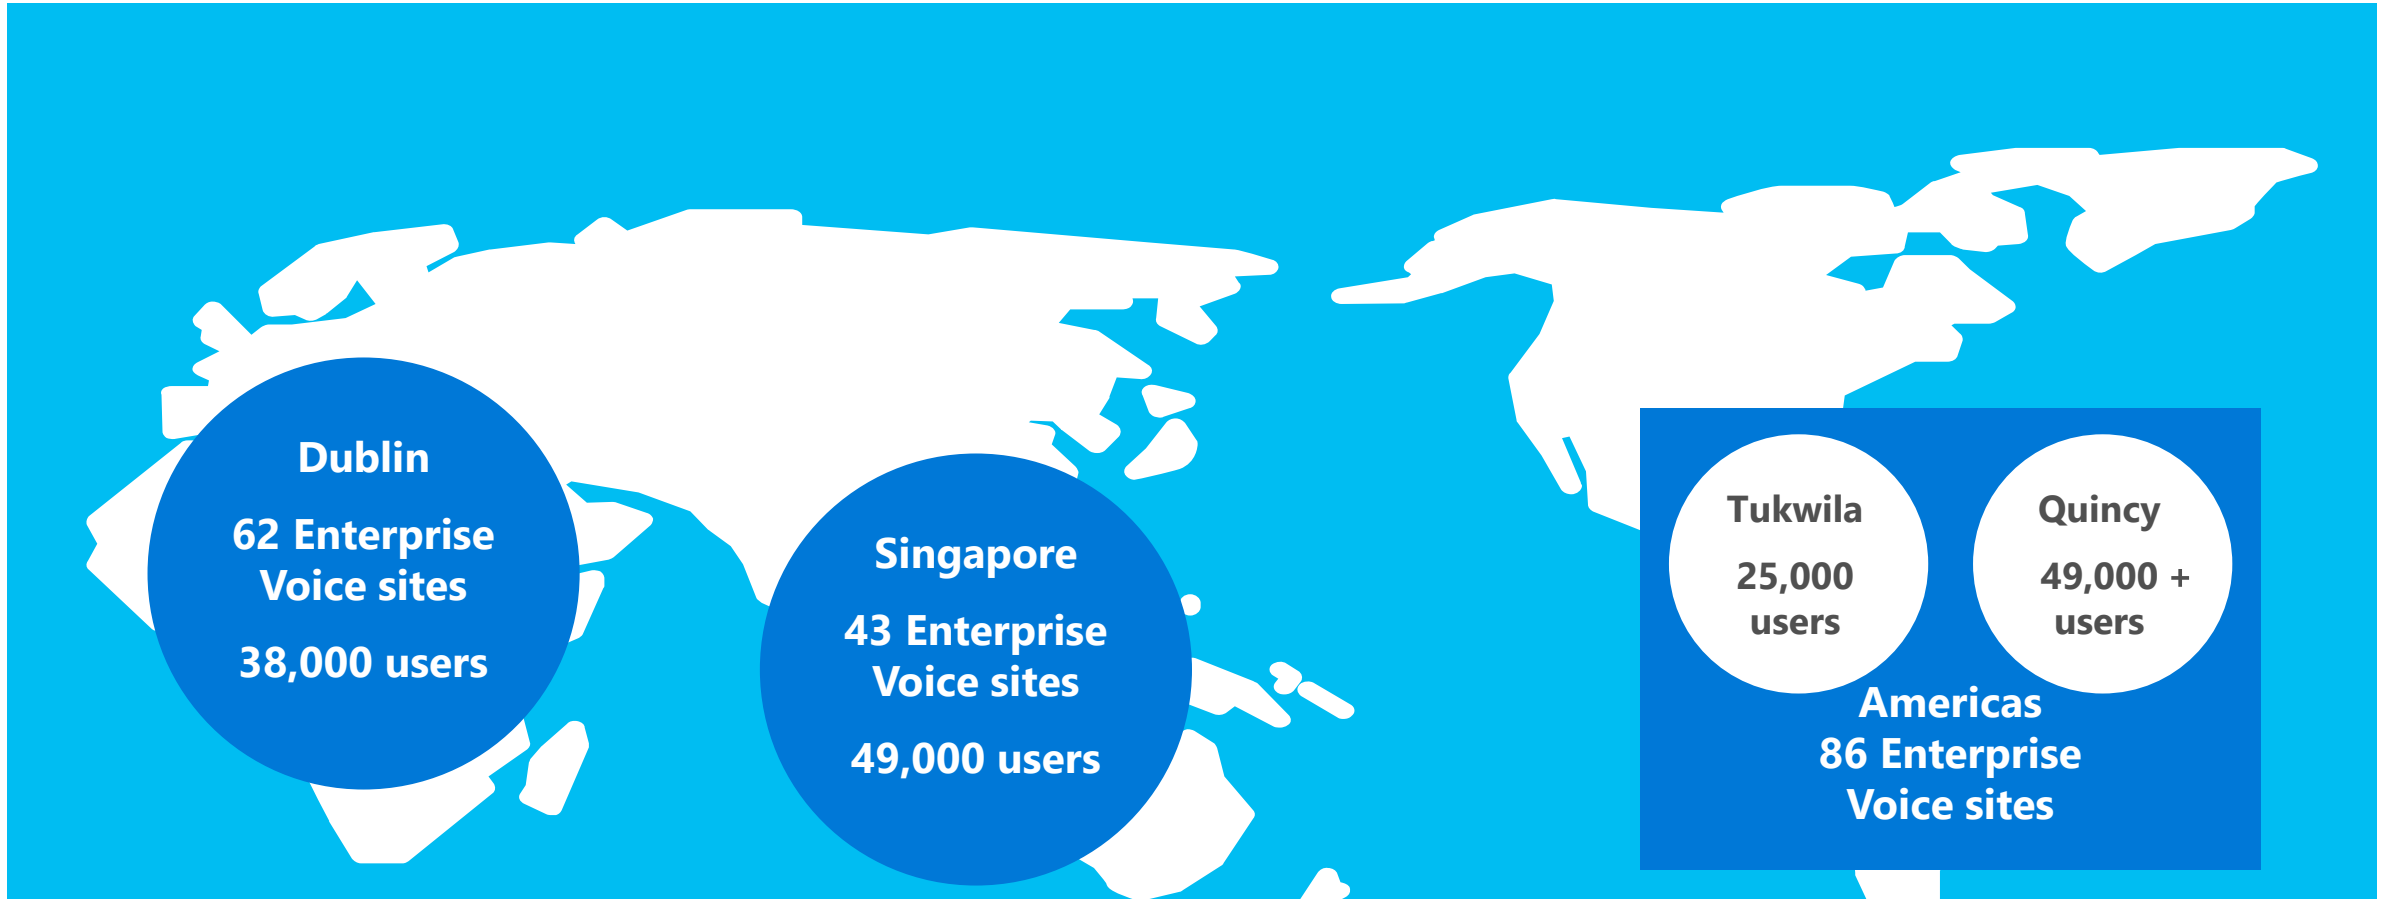 Dublin
62 Enterprise
Voice sites
38,000 users
Singapore
43 Enterprise
Voice sites
49,000 users
Tukwila
25,000
users
Quincy
49,000 +
users
Americas
86 Enterprise
Voice sites